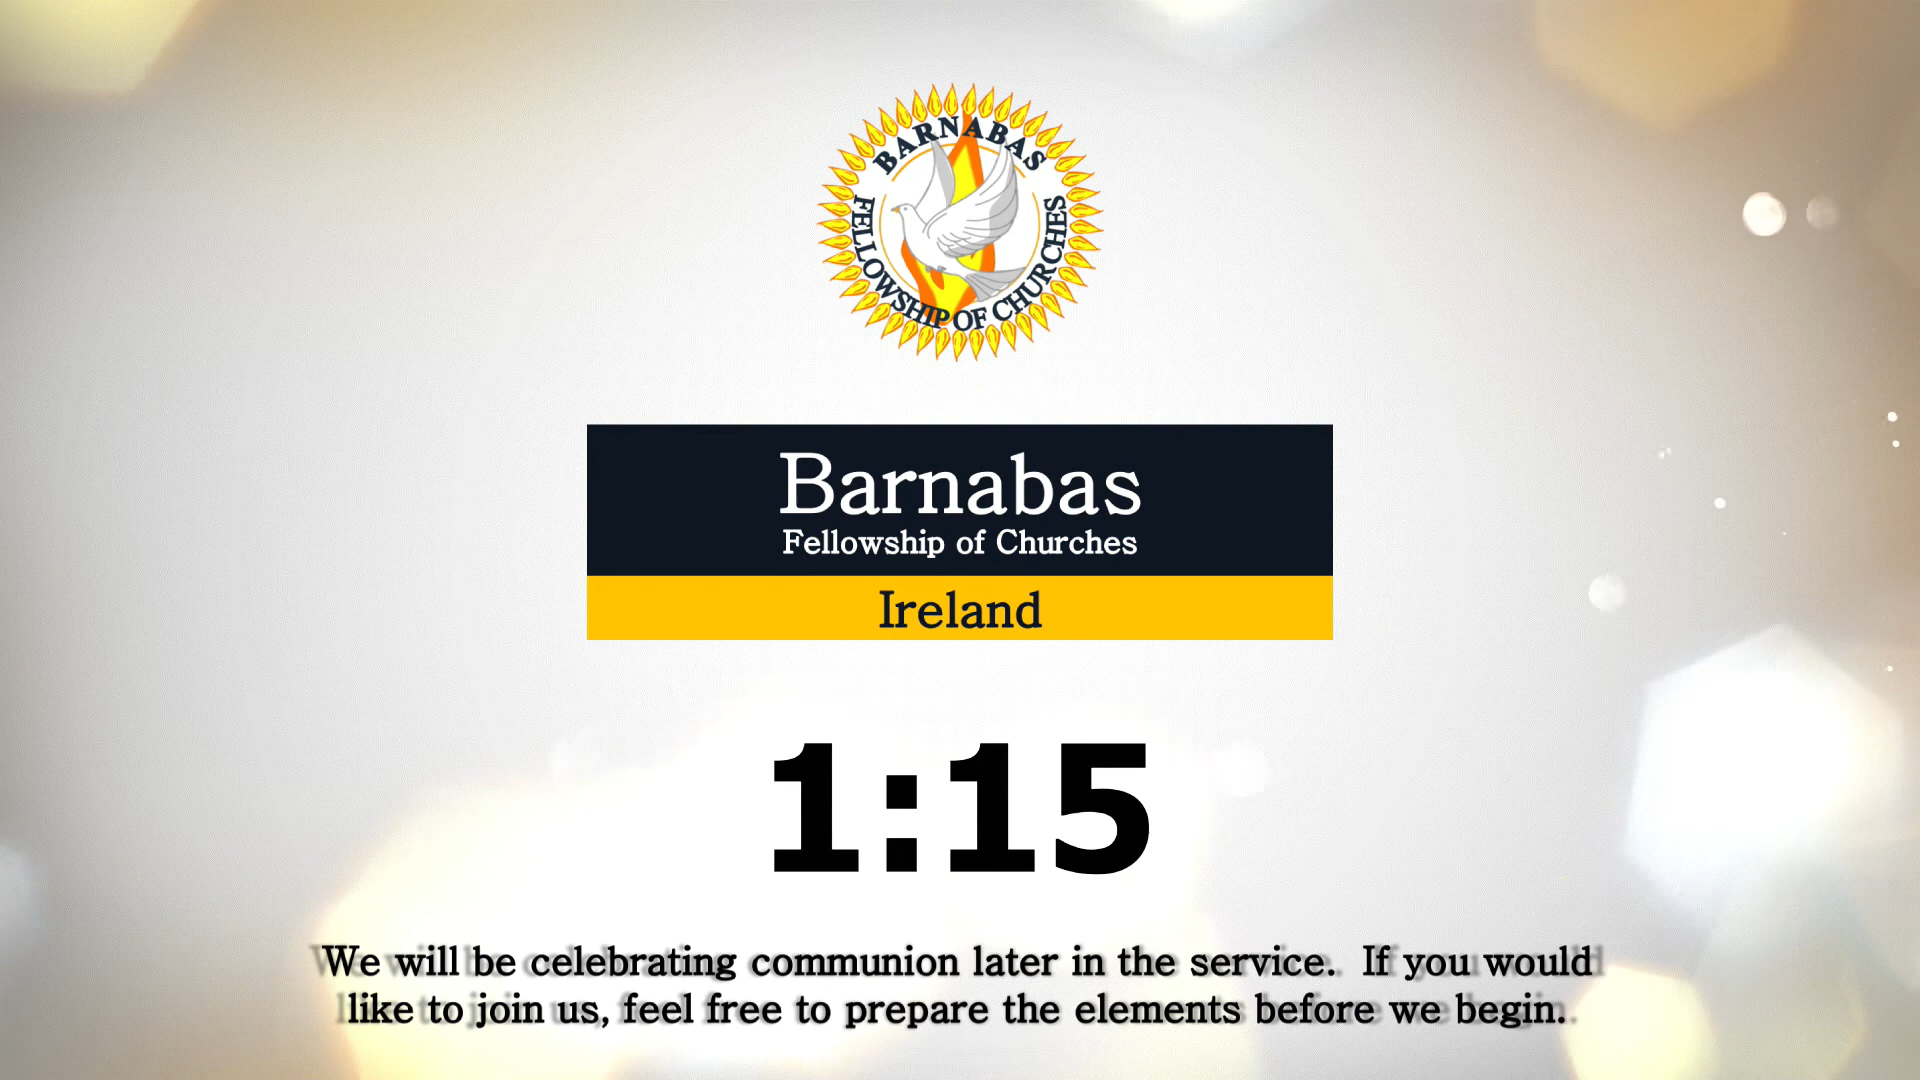 BARNABAS
FELLOWSHIP OF CHURCHES
Barnabas
Fellowship of Churches
Ireland
1:15
We will be celebrating communion later in the service.  If you would
like to join us, feel free to prepare the elements before we begin.